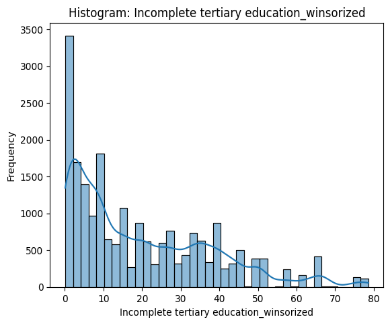 Histogram: Incomplete tertiary education_winsorized
3500
3000
2500
2000
1500
1000
500
0
Frequency
0 10 20 30 40 50 60 70 80
Incomplete tertiary education_winsorized